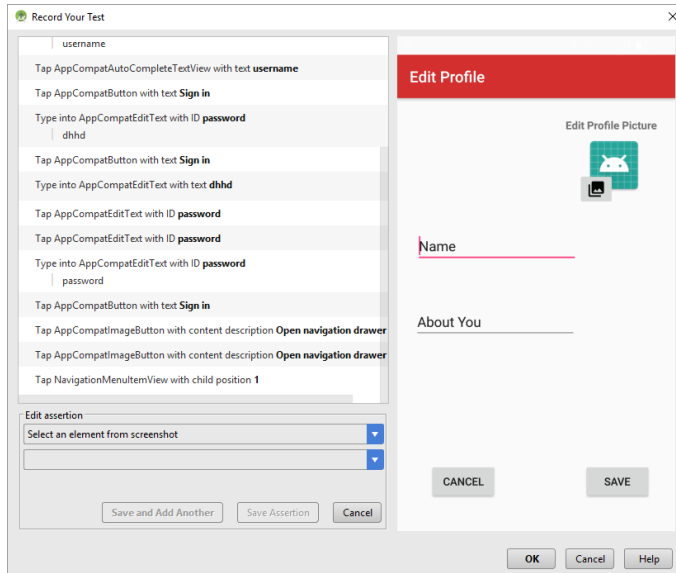 Record Your Test
username
Tap AppCompatAutoCompleteTextView with text username
Tap AppCompatButton with text Sign in
Type into AppCompatEditText with ID password
dhhd
Tap AppCompatButton with text Sign in
Type into AppCompatEditText with text dhhd
Tap AppCompatEditText with ID password
Tap AppCompatEditText with ID password
Type into AppCompatEditText with ID password
password
Tap AppCompatButton with text Sign in
Tap AppCompatImageButton with content description Open navigation drawer
Tap AppCompatImageButton with content description Open navigation drawer
Tap NavigationMenuItemView with child position 1
Edit assertion
Select an element from screenshot
Save and Add Another
Save Assertion
Cancel
Edit Profile
Edit Profile Picture
Name
About You
CANCEL
SAVE
OK
Cancel
Help